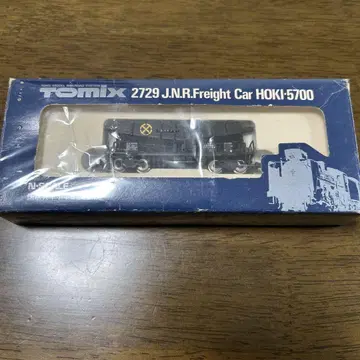 TOMIX 2729 J.N.R.Freight Car HOKI·5700
N-SCALE